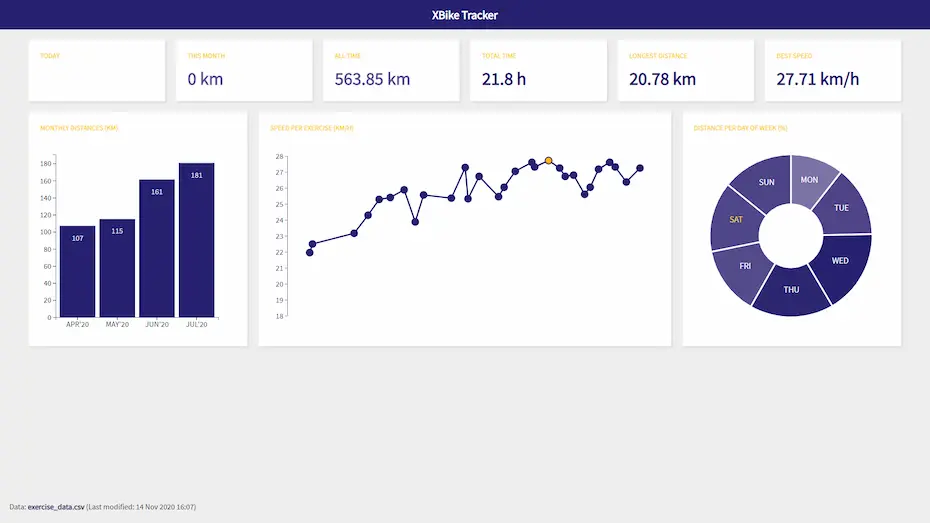 XBike Tracker
TODAY
THIS MONTH
0 km
ALL TIME
563.85 km
TOTAL TIME
21.8 h
LONGEST DISTANCE
20.78 km
BEST SPEED
27.71 km/h
MONTHLY DISTANCES (KM)
180
160
140
120
100
80
60
40
20
0
107
115
161
181
APR'20 MAY'20 JUN'20 JUL'20
SPEED PER EXERCISE (KM/H)
28
27
26
25
24
23
22
21
20
19
18
DISTANCE PER DAY OF WEEK (%)
MON
TUE
WED
THU
FRI
SAT
SUN
Data: exercise_data.csv (Last modified: 14 Nov 2020 16:07)